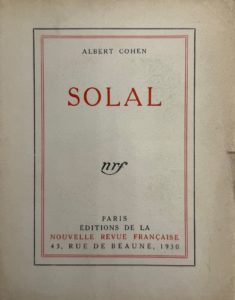 ALBERT COHEN
SOLAL
nrf
PARIS
ÉDITIONS DE LA
NOUVELLE REVUE FRANÇAISE
43, RUE DE BEAUNE, 1930